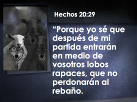 Hechos 20:29
“Porque yo sé que
después de mi
partida entrarán
en medio de
vosotros lobos
rapaces, que no
perdonarán al
rebaño.